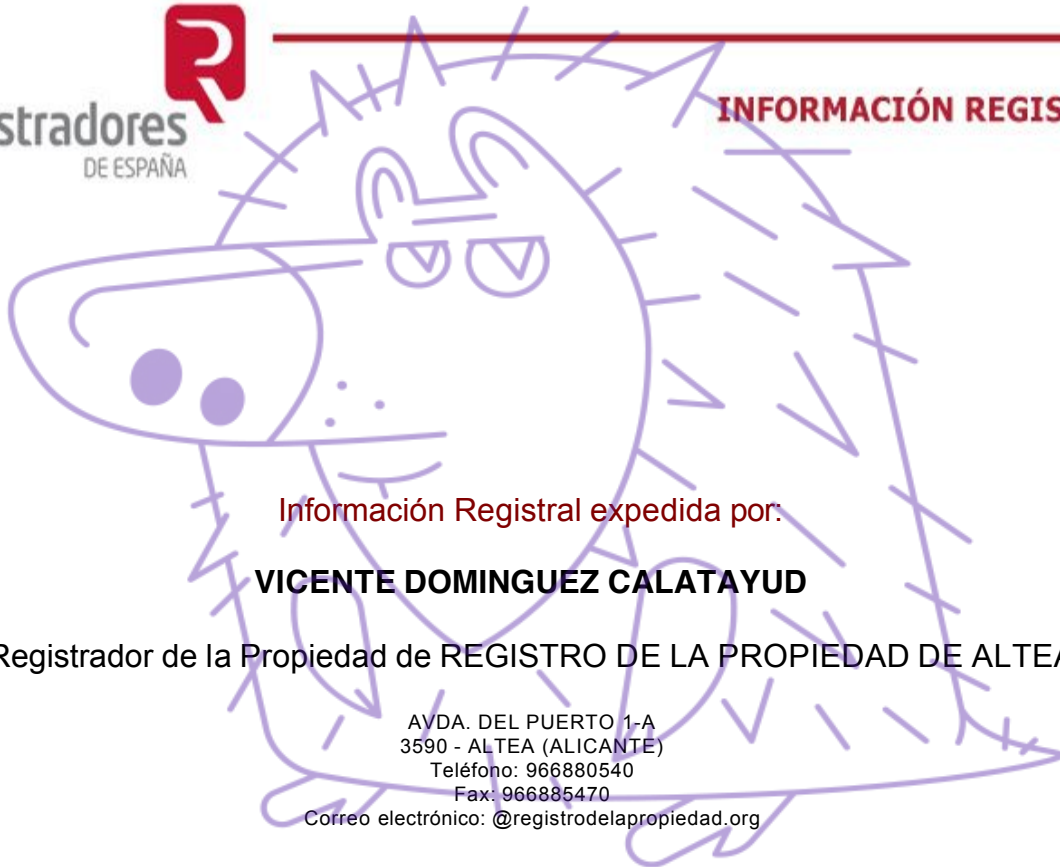 stradores
DE ESPAÑA
INFORMACIÓN REGIS
Información Registral expedida por:
VICENTE DOMINGUEZ CALATAYUD
Registrador de la Propiedad de REGISTRO DE LA PROPIEDAD DE ALTEA
AVDA. DEL PUERTO 1-A
3590 - ALTEA (ALICANTE)
Teléfono: 966880540
Fax: 966885470
Correo electrónico: @registrodelapropiedad.org